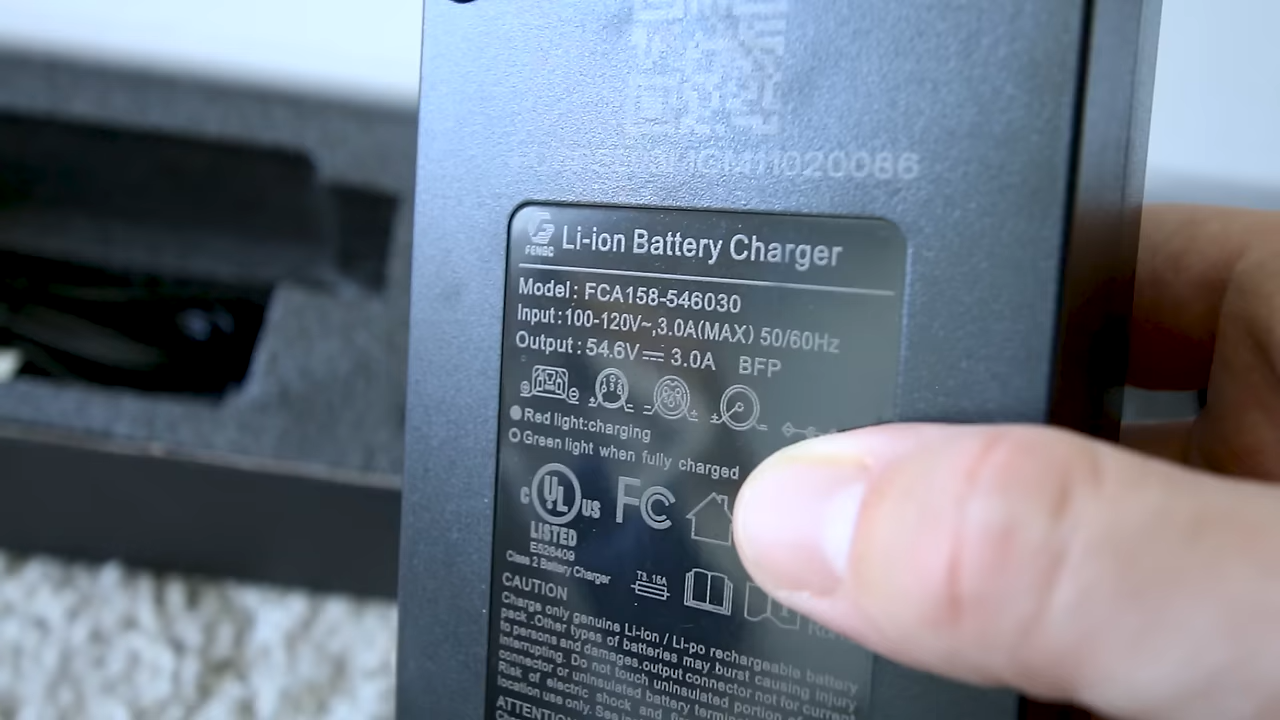 11020086
FENGC
Li-ion Battery Charger
Model: FCA158-546030
Input:100-120V~,3.0A(MAX) 50/60Hz
Output:54.6V⎓3.0A BFP
Red light:charging
Green light when fully charged
C UL US
LISTED
E526409
Class 2 Battery Charger
FC
T3.15A
CAUTION
Charge only genuine Li-ion / Li-po rechargeable battery
pack .Other types of batteries may burst causing injury
to persons and damages.output connector not for current
interrupting. Do not touch uninsulated portion of
connector or uninsulated battery
Risk of electric shock and
location use only. See